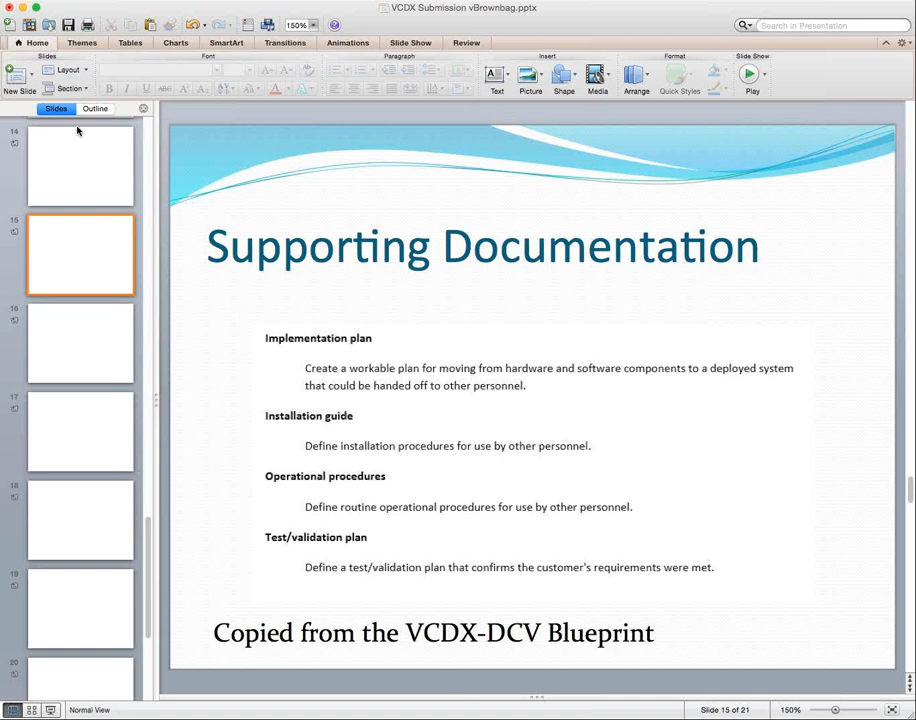 VCDX Submission vBrownbag.pptx
150%
Search in Presentation
Home
Themes
Tables
Charts
SmartArt
Transitions
Animations
Slide Show
Review
Slides
Font
Paragraph
Insert
Format
Slide Show
New Slide
Layout
Section
B I U
Text
Picture
Shape
Media
Arrange
Quick Styles
Play
Slides
Outline
14
15
16
17
18
19
20
Supporting Documentation
Implementation plan
Create a workable plan for moving from hardware and software components to a deployed system
that could be handed off to other personnel.
Installation guide
Define installation procedures for use by other personnel.
Operational procedures
Define routine operational procedures for use by other personnel.
Test/validation plan
Define a test/validation plan that confirms the customer's requirements were met.
Copied from the VCDX-DCV Blueprint
Normal View
Slide 15 of 21
150%